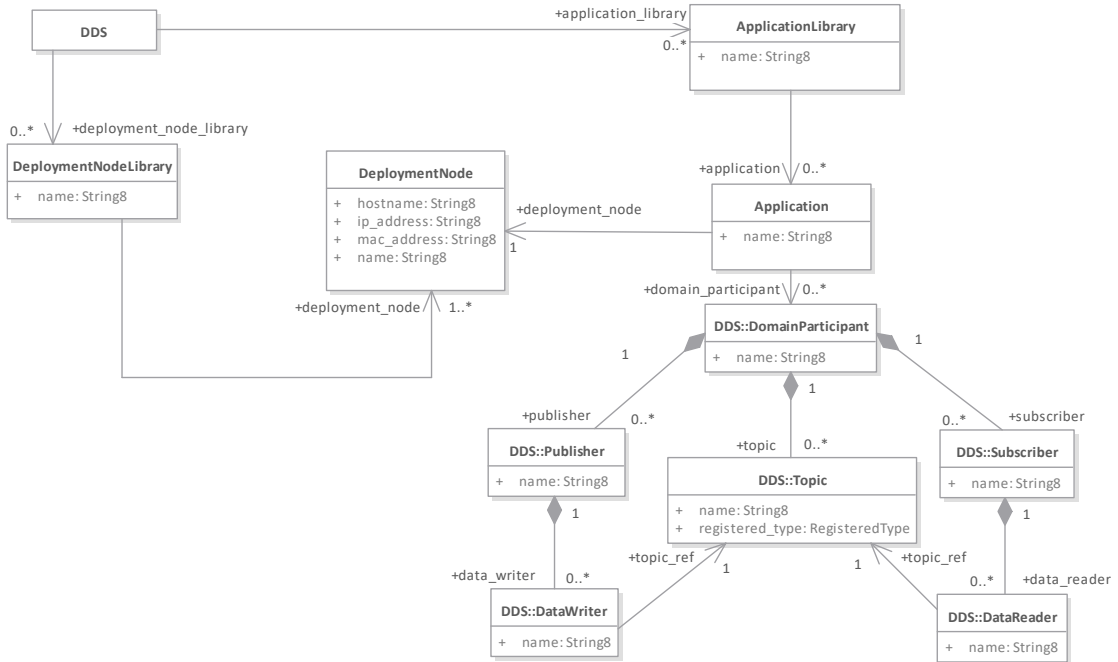 +application_library
DDS
ApplicationLibrary
0..*
+ name: String8
0..*
+deployment_node_library
DeploymentNodeLibrary
+ name: String8
DeploymentNode
+ hostname: String8
+ ip_address: String8
+ mac_address: String8
+ name: String8
+application
0..*
+deployment_node
1
Application
+ name: String8
+deployment_node
1..*
+domain_participant
0..*
DDS::DomainParticipant
+ name: String8
1
1
1
+publisher
0..*
+topic
0..*
0..*
+subscriber
DDS::Publisher
+ name: String8
DDS::Topic
+ name: String8
+ registered_type: RegisteredType
DDS::Subscriber
+ name: String8
1
1
+topic_ref
1
+topic_ref
1
+data_writer
0..*
0..*
+data_reader
DDS::DataWriter
+ name: String8
DDS::DataReader
+ name: String8